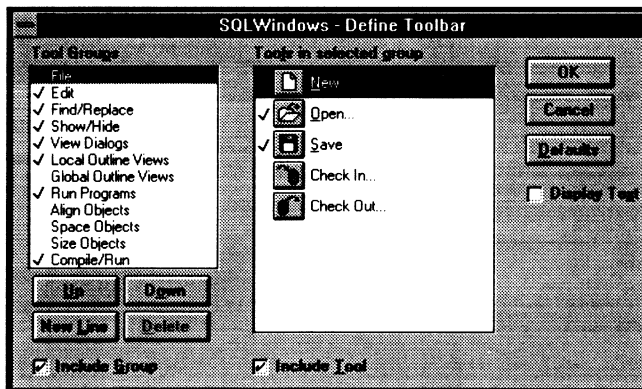 SQLWindows - Define Toolbar
Tool Groups
File
Edit
Find/Replace
Show/Hide
View Dialogs
Local Outline Views
Global Outline Views
Run Programs
Align Objects
Space Objects
Size Objects
Compile/Run
Up
Down
New Line
Delete
Include Group
Tools in selected group
New
Open...
Save
Check In...
Check Out...
Include Tool
OK
Cancel
Defaults
Display Text